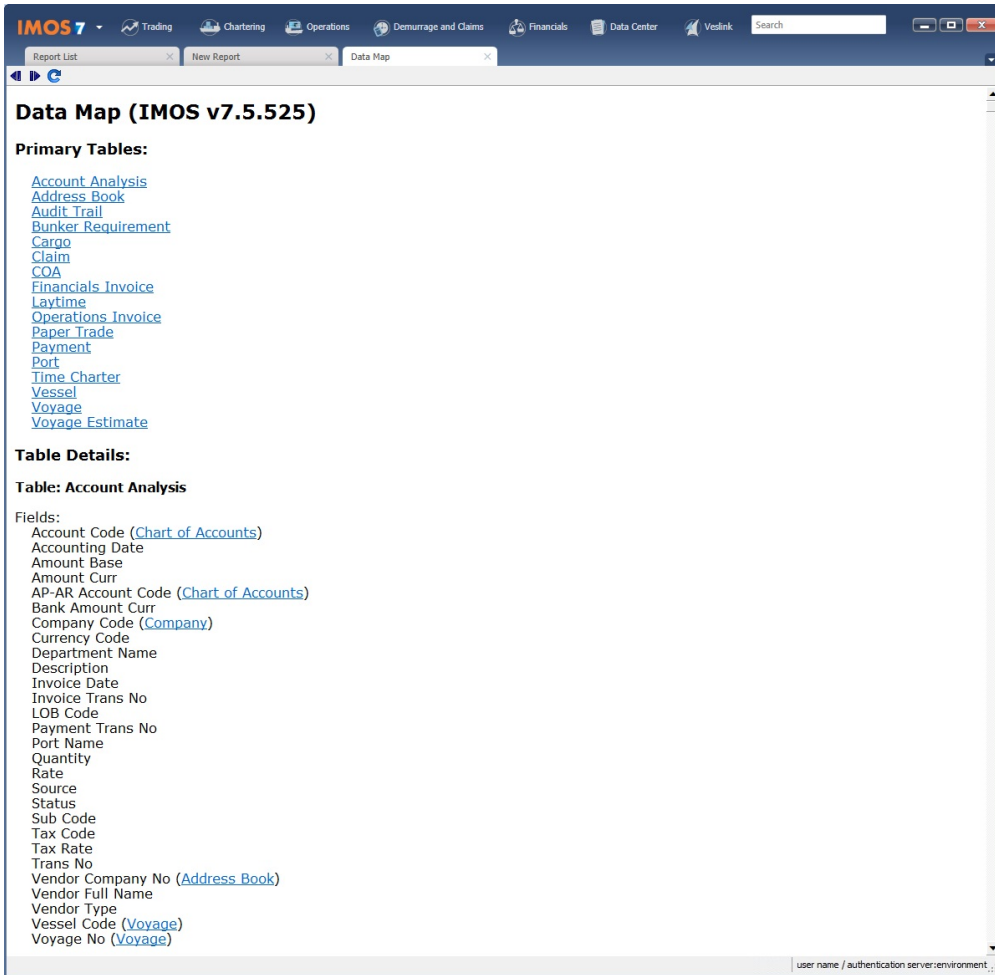 IMOS 7 Trading Chartering Operations Demurrage and Claims Financials Data Center Veslink Search
Report List New Report Data Map
Data Map (IMOS v7.5.525)
Primary Tables:
Account Analysis
Address Book
Audit Trail
Bunker Requirement
Cargo
Claim
COA
Financials Invoice
Laytime
Operations Invoice
Paper Trade
Payment
Port
Time Charter
Vessel
Voyage
Voyage Estimate
Table Details:
Table: Account Analysis
Fields:
Account Code (Chart of Accounts)
Accounting Date
Amount Base
Amount Curr
AP-AR Account Code (Chart of Accounts)
Bank Amount Curr
Company Code (Company)
Currency Code
Department Name
Description
Invoice Date
Invoice Trans No
LOB Code
Payment Trans No
Port Name
Quantity
Rate
Source
Status
Sub Code
Tax Code
Tax Rate
Trans No
Vendor Company No (Address Book)
Vendor Full Name
Vendor Type
Vessel Code (Voyage)
Voyage No (Voyage)
user name / authentication server:environment